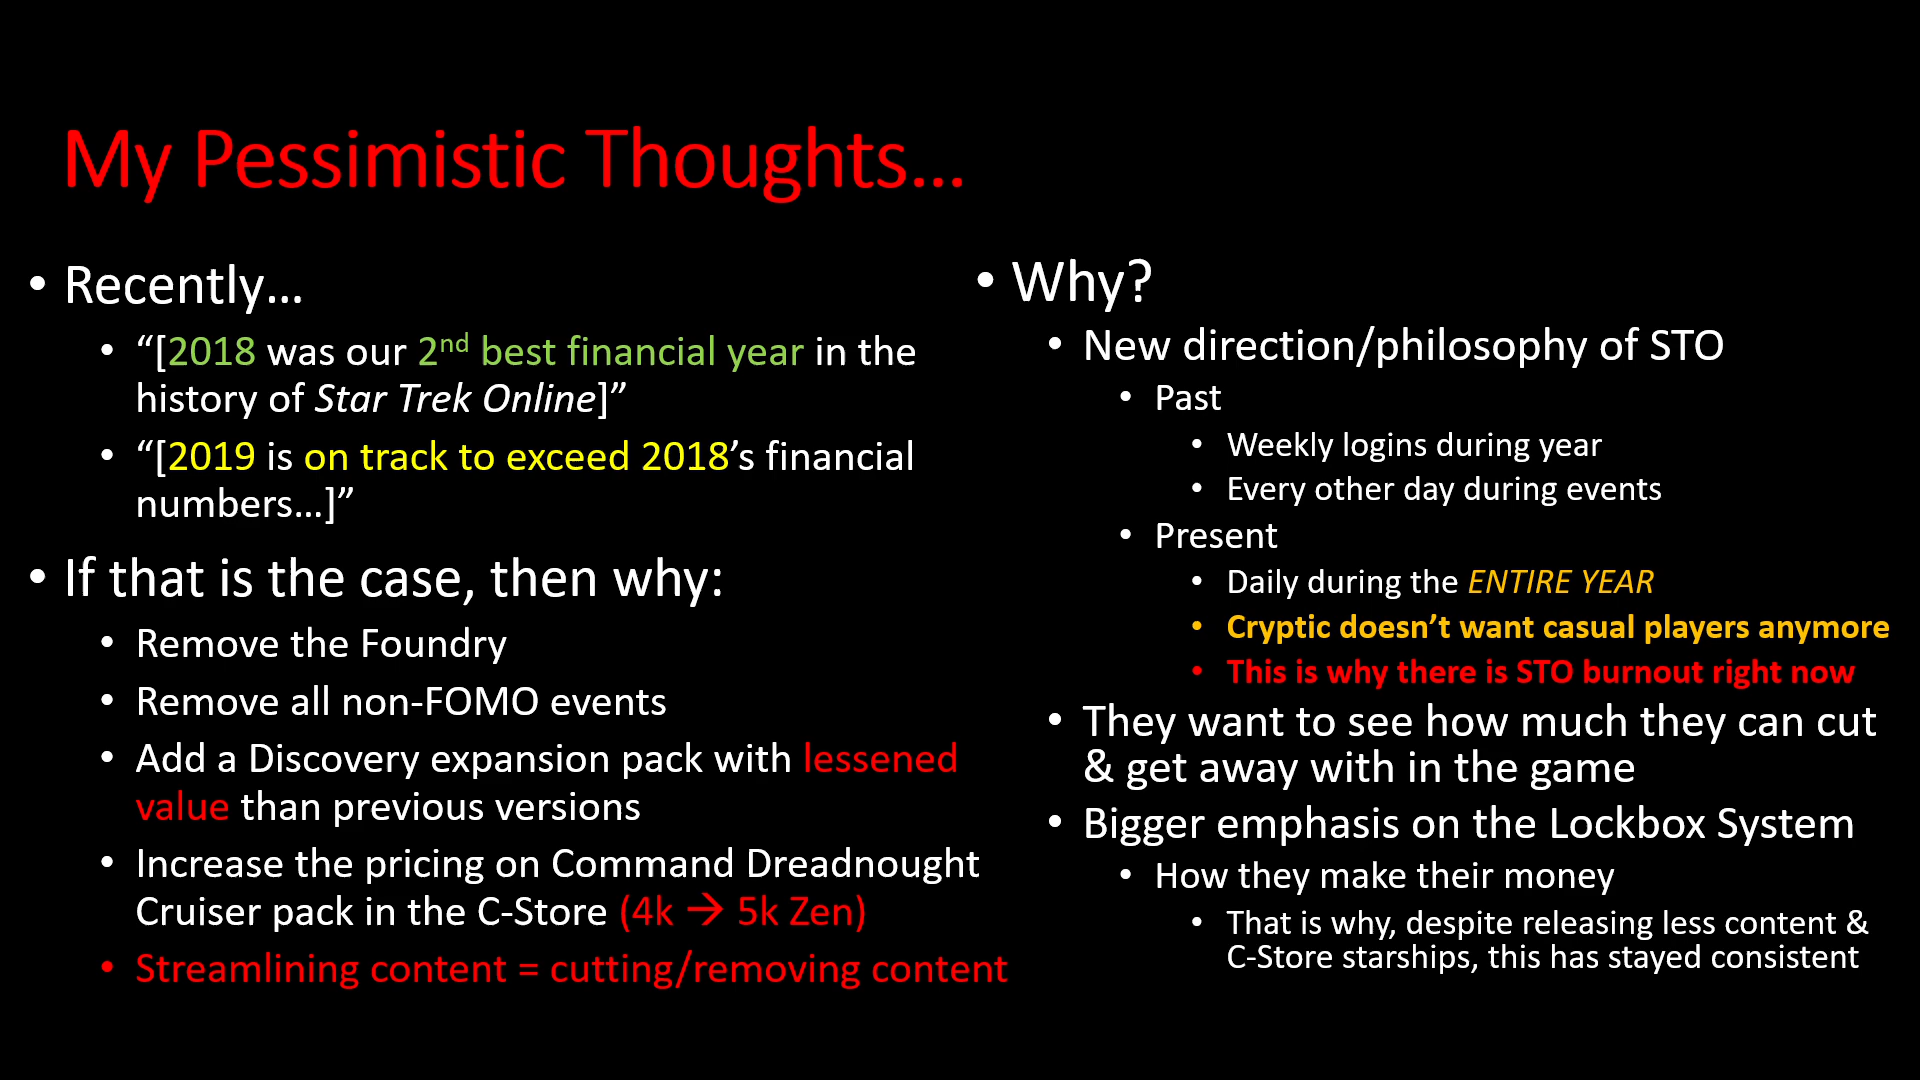 My Pessimistic Thoughts...
• Recently...
• “[2018 was our 2nd best financial year in the
history of Star Trek Online]”
• “[2019 is on track to exceed 2018’s financial
numbers...]”
• If that is the case, then why:
• Remove the Foundry
• Remove all non-FOMO events
• Add a Discovery expansion pack with lessened
value than previous versions
• Increase the pricing on Command Dreadnought
Cruiser pack in the C-Store (4k → 5k Zen)
• Streamlining content = cutting/removing content
• Why?
• New direction/philosophy of STO
• Past
• Weekly logins during year
• Every other day during events
• Present
• Daily during the ENTIRE YEAR
• Cryptic doesn’t want casual players anymore
• This is why there is STO burnout right now
• They want to see how much they can cut
& get away with in the game
• Bigger emphasis on the Lockbox System
• How they make their money
• That is why, despite releasing less content &
C-Store starships, this has stayed consistent